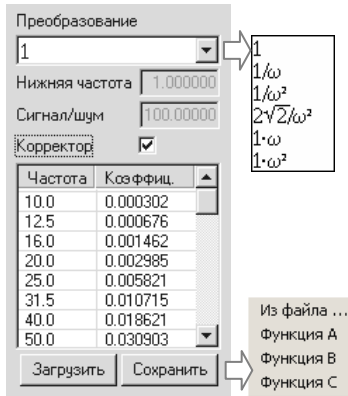 Преобразование
1
Нижняя частота 1.000000
Сигнал/шум 100.00000
Корректор
Частота Коэффиц.
10.0 0.000302
12.5 0.000676
16.0 0.001462
20.0 0.002985
25.0 0.005821
31.5 0.010715
40.0 0.018621
50.0 0.030903
Загрузить Сохранить
1
1/ω
1/ω²
2√2/ω²
1·ω
1·ω²
Из файла ...
Функция A
Функция B
Функция C